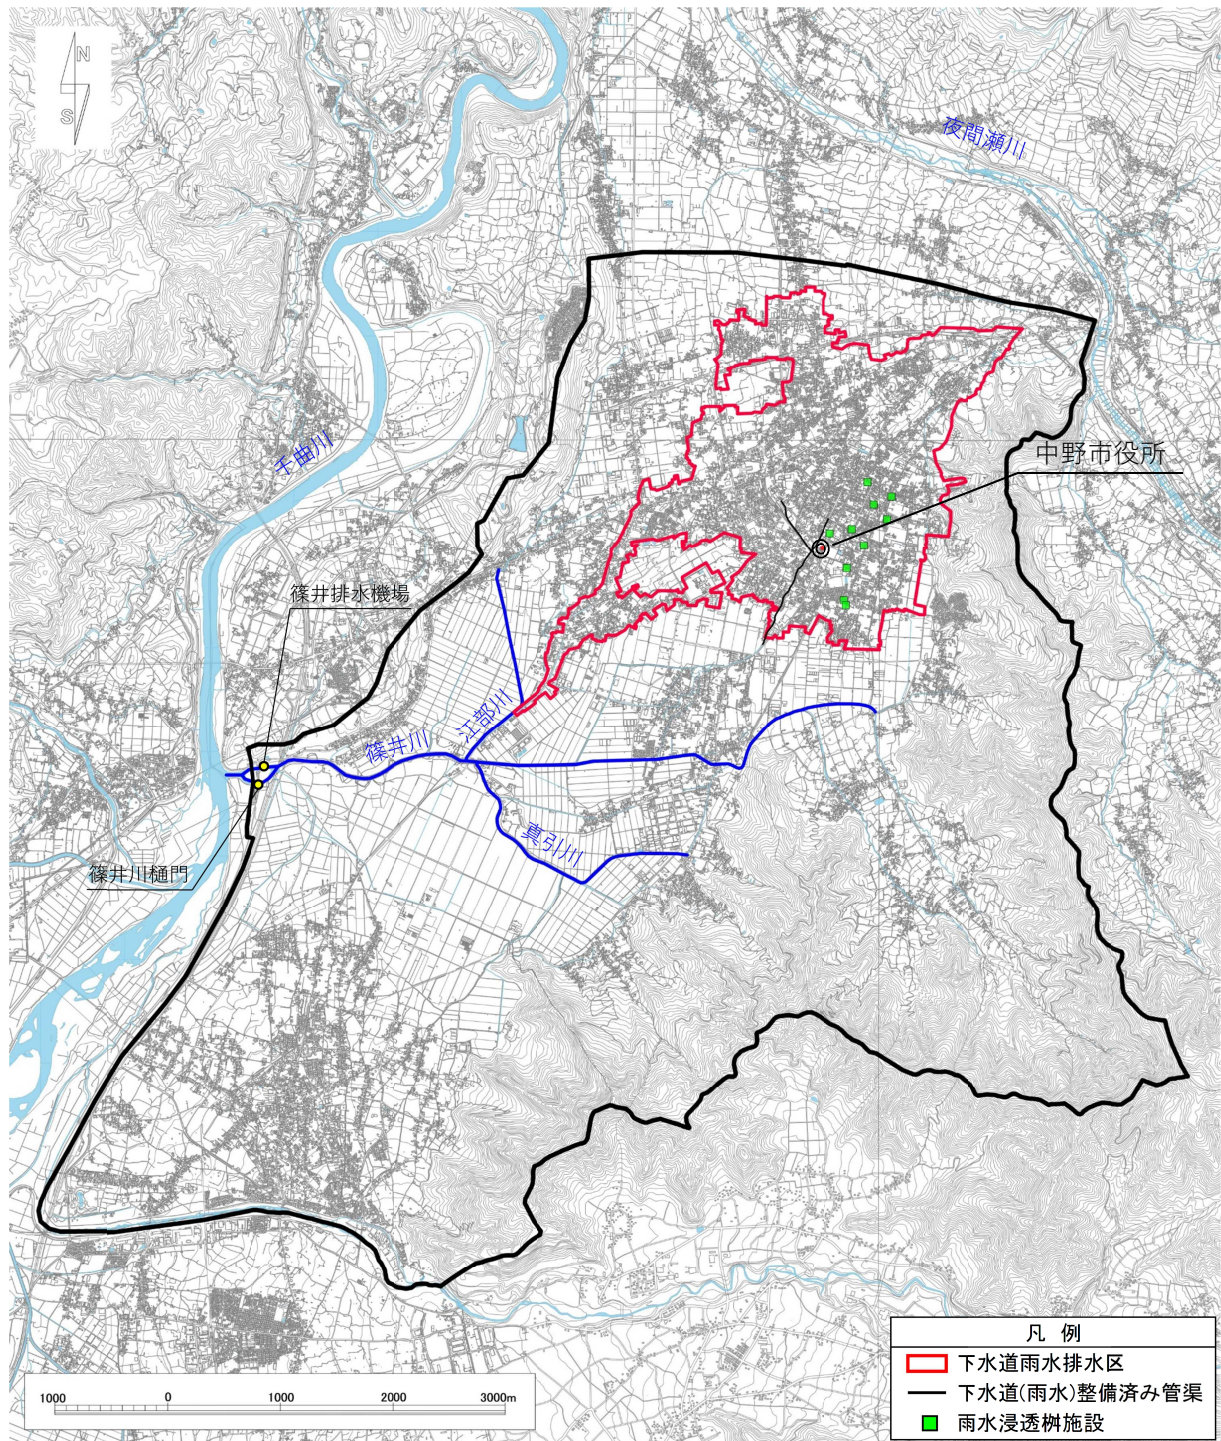 N
S
夜間瀬川
千曲川
中野市役所
篠井排水機場
江部川
篠井川
真引川
篠井川樋門
凡 例
下水道雨水排水区
下水道(雨水)整備済み管渠
雨水浸透桝施設
1000 0 1000 2000 3000m